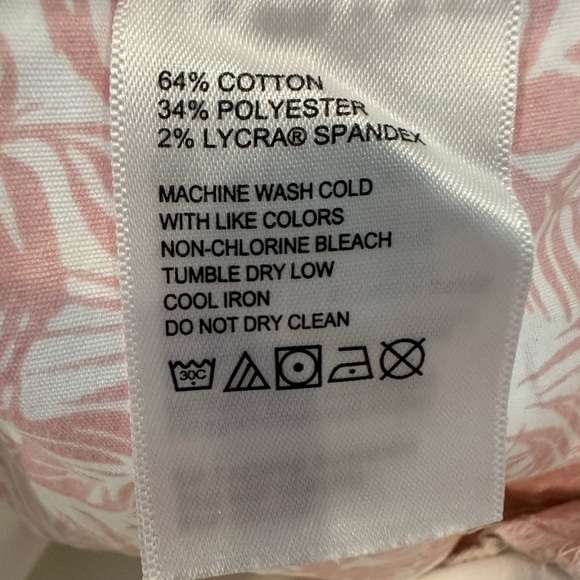 64% COTTON
34% POLYESTER
2% LYCRA® SPANDEX
MACHINE WASH COLD
WITH LIKE COLORS
NON-CHLORINE BLEACH
TUMBLE DRY LOW
COOL IRON
DO NOT DRY CLEAN
30C